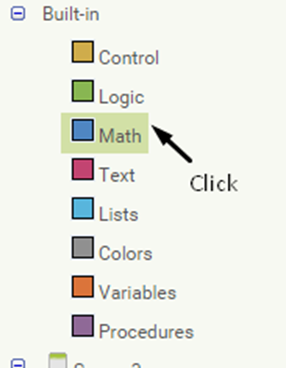 Built-in
Control
Logic
Math
Click
Text
Lists
Colors
Variables
Procedures